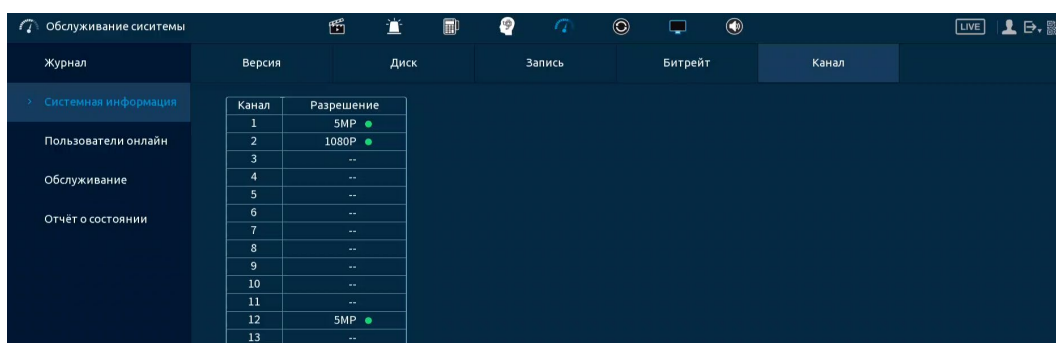 Обслуживание сиситемы LIVE
Журнал Версия Диск Запись Битрейт Канал
Системная информация
Пользователи онлайн
Обслуживание
Отчёт о состоянии
Канал Разрешение
1 5MP
2 1080P
3 --
4 --
5 --
6 --
7 --
8 --
9 --
10 --
11 --
12 5MP
13 --